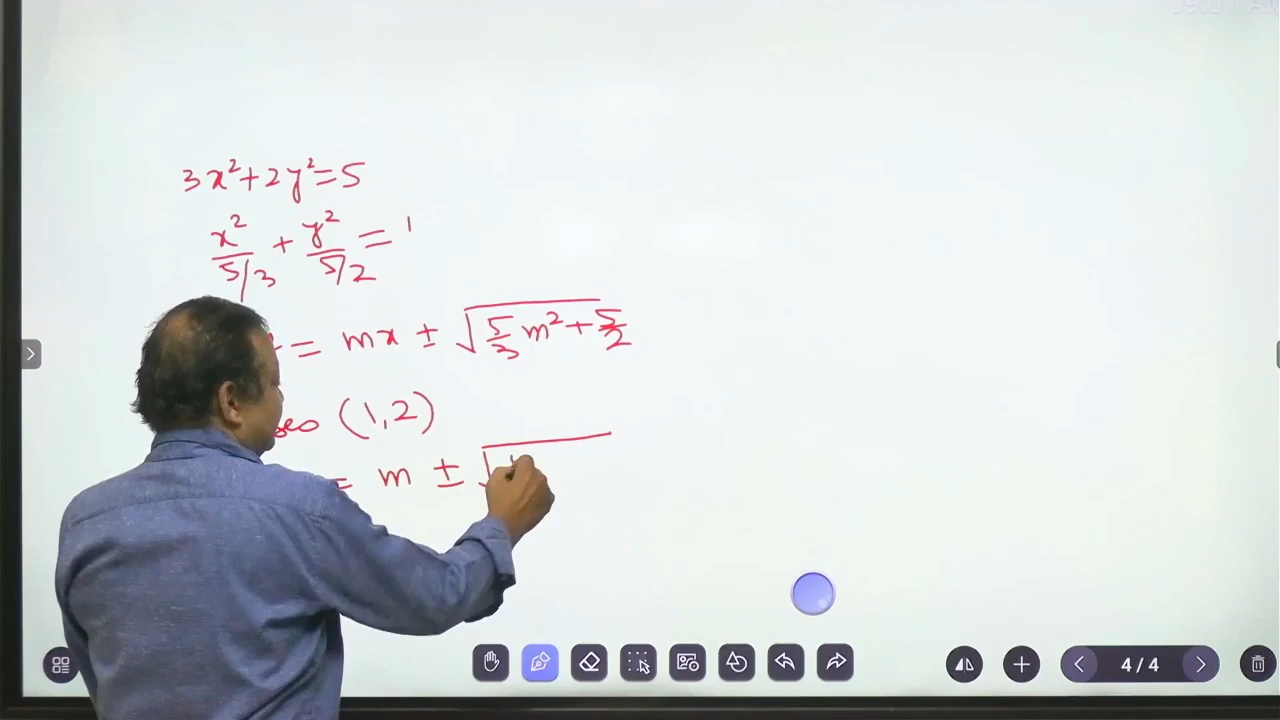 3x²+2y²=5
x²/5/3 + y²/5/2 = 1
= mx ± √(5/3 m² + 5/2)
(1,2)
= m ± √
4/4